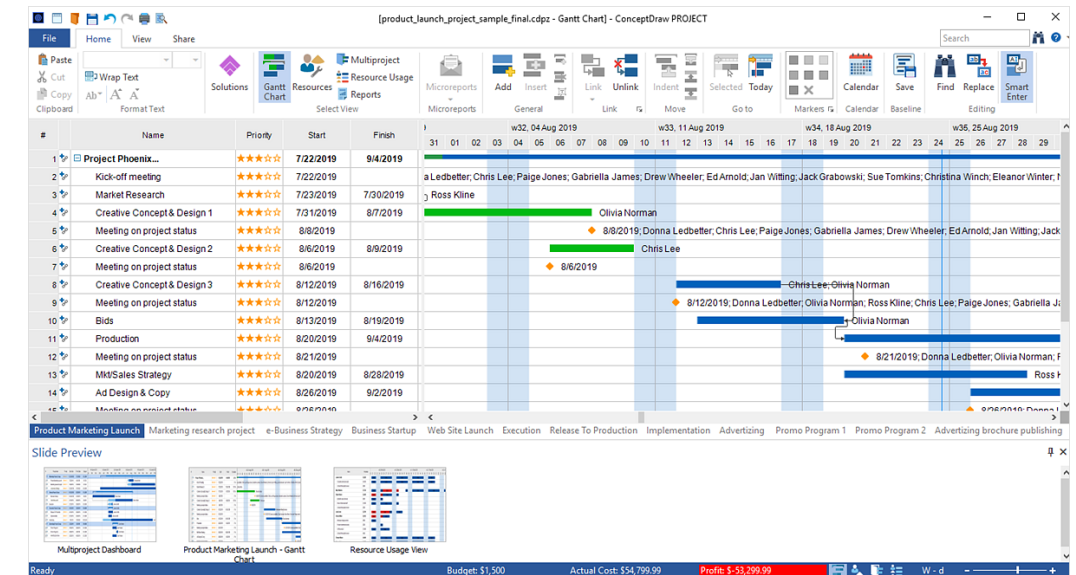 [product_launch_project_sample_final.cdpz - Gantt Chart] - ConceptDraw PROJECT
File Home View Share Search
Paste Cut Copy Clipboard
Wrap Text Format Text
Solutions Gantt Chart Resources Multiproject Resource Usage Reports Select View
Microreports Microreports
Add Insert General
Link Unlink Link
Indent Move
Selected Today Go to
Markers
Calendar Calendar
Save Baseline
Find Replace Smart Enter Editing
# Name Priority Start Finish
w32, 04 Aug 2019 w33, 11 Aug 2019 w34, 18 Aug 2019 w35, 25 Aug 2019
31 01 02 03 04 05 06 07 08 09 10 11 12 13 14 15 16 17 18 19 20 21 22 23 24 25 26 27 28 29
1 Project Phoenix... 7/22/2019 9/4/2019
2 Kick-off meeting 7/22/2019 a Ledbetter; Chris Lee; Paige Jones; Gabriella James; Drew Wheeler; Ed Arnold; Jan Witting; Jack Grabowski; Sue Tomkins; Christina Winch; Eleanor Winter;
3 Market Research 7/23/2019 7/30/2019 Ross Kline
4 Creative Concept & Design 1 7/31/2019 8/7/2019 Olivia Norman
5 Meeting on project status 8/8/2019 8/8/2019; Donna Ledbetter; Chris Lee; Paige Jones; Gabriella James; Drew Wheeler; Ed Arnold; Jan Witting; Jack
6 Creative Concept & Design 2 8/6/2019 8/9/2019 Chris Lee
7 Meeting on project status 8/6/2019 8/6/2019
8 Creative Concept & Design 3 8/12/2019 8/16/2019 Chris Lee; Olivia Norman
9 Meeting on project status 8/12/2019 8/12/2019; Donna Ledbetter; Olivia Norman; Ross Kline; Chris Lee; Paige Jones; Gabriella Ja
10 Bids 8/13/2019 8/19/2019 Olivia Norman
11 Production 8/20/2019 9/4/2019
12 Meeting on project status 8/21/2019 8/21/2019; Donna Ledbetter; Olivia Norman;
13 Mkt/Sales Strategy 8/20/2019 8/28/2019 Ross
14 Ad Design & Copy 8/26/2019 9/2/2019
15 Meeting on project status 8/26/2019 8/26/2019; Donna
Product Marketing Launch Marketing research project e-Business Strategy Business Startup Web Site Launch Execution Release To Production Implementation Advertizing Promo Program 1 Promo Program 2 Advertizing brochure publishing
Slide Preview
Multiproject Dashboard
Product Marketing Launch - Gantt Chart
Resource Usage View
Ready Budget: $1,500 Actual Cost: $54,799.99 Profit: $-53,299.99 W - d